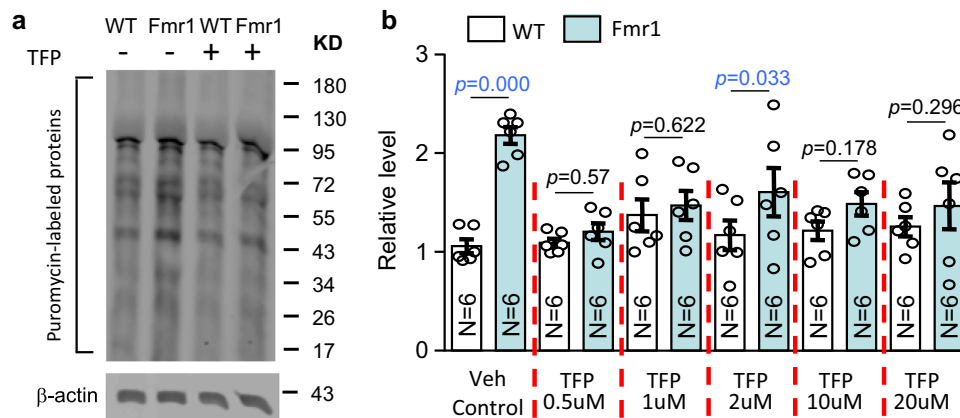 a
WT Fmr1 WT Fmr1
TFP - - + + KD
Puromycin-labeled proteins
180
130
95
72
55
43
34
26
17
β-actin
43
b
WT Fmr1
Relative level
3
2
1
0
p=0.000
p=0.57
p=0.622
p=0.033
p=0.178
p=0.296
N=6 N=6 N=6 N=6 N=6 N=6 N=6 N=6 N=6 N=6 N=6 N=6
Veh TFP TFP TFP TFP TFP
Control 0.5uM 1uM 2uM 10uM 20uM